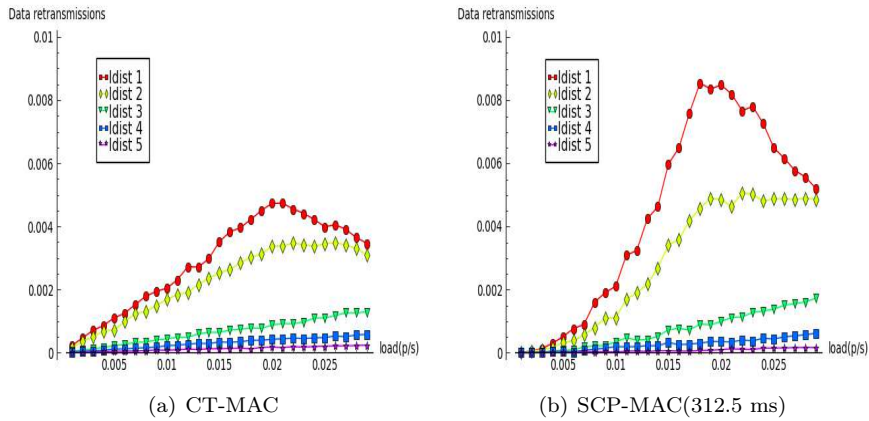 Data retransmissions
0.01
0.008
0.006
0.004
0.002
0
ldist 1
ldist 2
ldist 3
ldist 4
ldist 5
0.005
0.01
0.015
0.02
0.025
load(p/s)
(a) CT-MAC
Data retransmissions
0.01
0.008
0.006
0.004
0.002
0
ldist 1
ldist 2
ldist 3
ldist 4
ldist 5
0.005
0.01
0.015
0.02
0.025
load(p/s)
(b) SCP-MAC(312.5 ms)